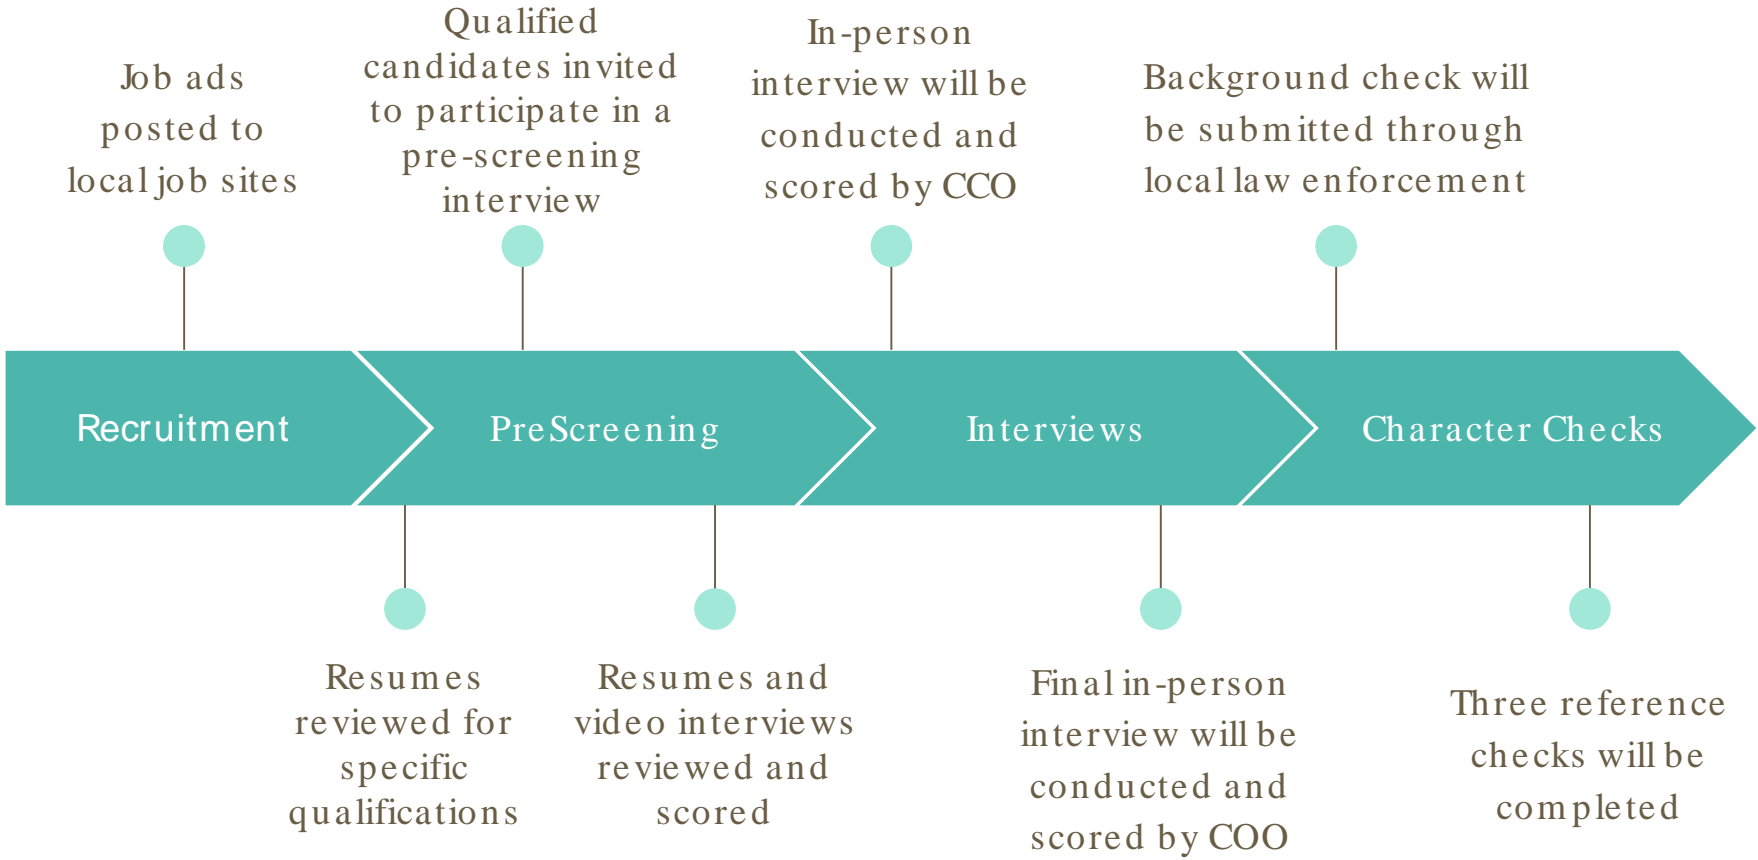 Job ads
posted to
local job sites
Qualified
candidates invited
to participate in a
pre-screening
interview
In-person
interview will be
conducted and
scored by CCO
Background check will
be submitted through
local law enforcement
Recruitment
PreScreening
Interviews
Character Checks
Resumes
reviewed for
specific
qualifications
Resumes and
video interviews
reviewed and
scored
Final in-person
interview will be
conducted and
scored by COO
Three reference
checks will be
completed